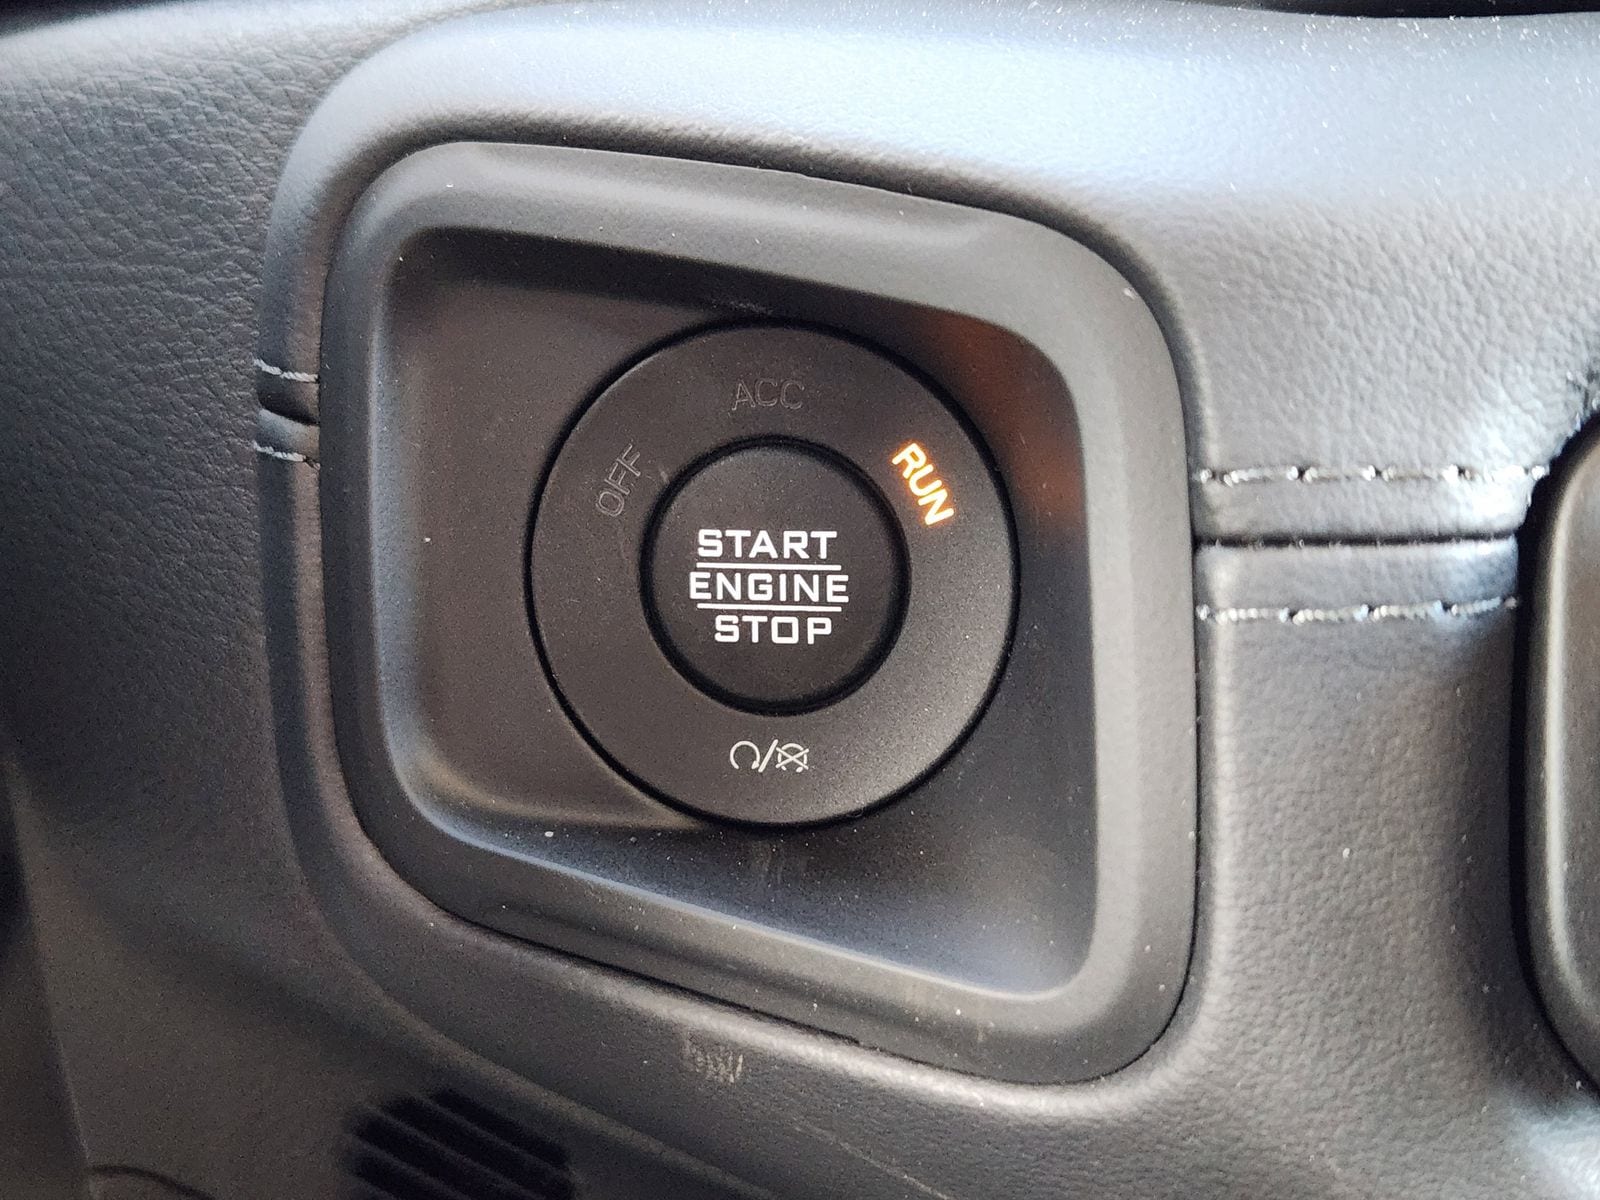 ACC
OFF
RUN
START
ENGINE
STOP